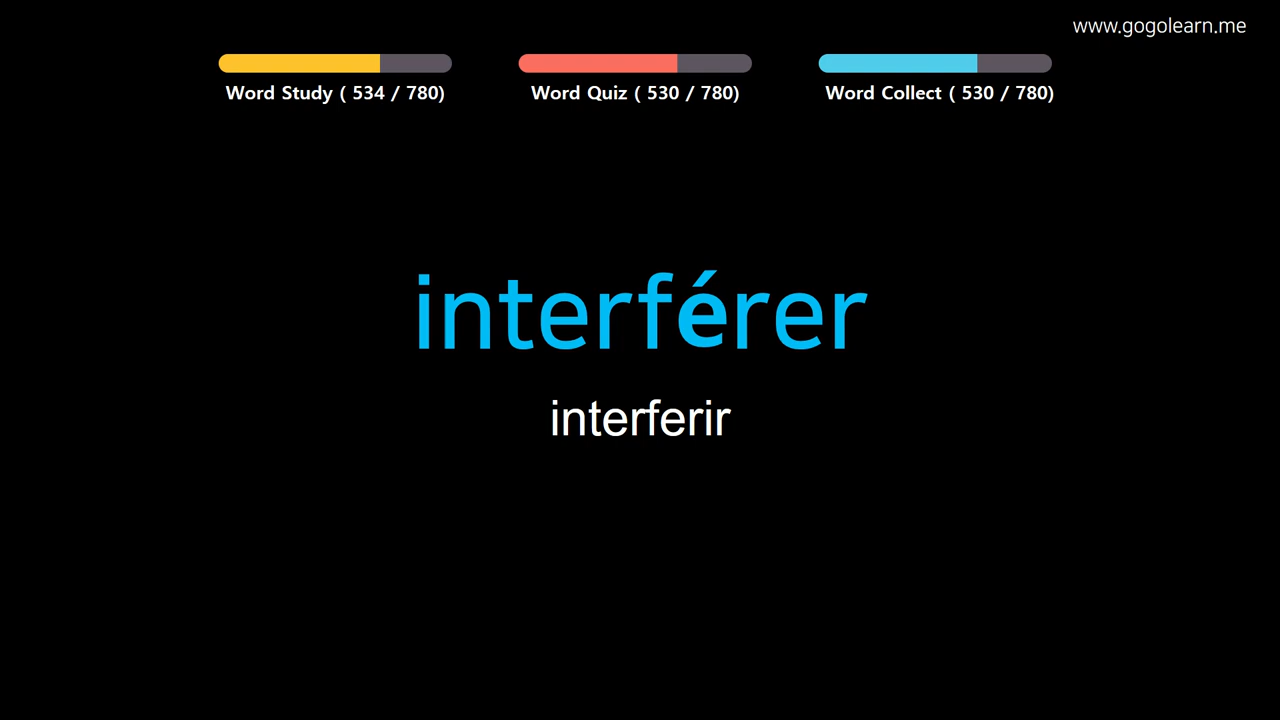 www.gogolearn.me
Word Study ( 534 / 780)
Word Quiz ( 530 / 780)
Word Collect ( 530 / 780)
interférer
interferir